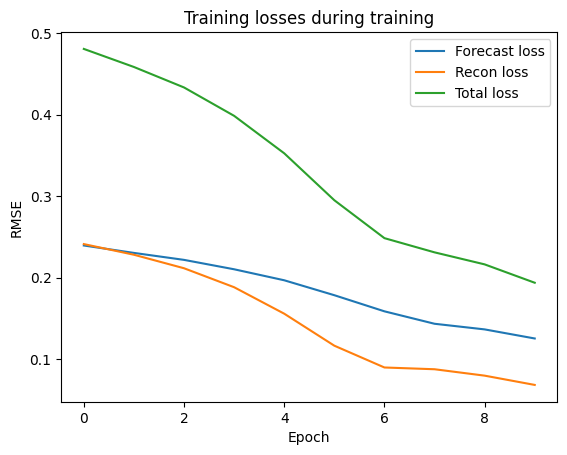 Training losses during training
0.5
0.4
0.3
0.2
0.1
RMSE
Forecast loss
Recon loss
Total loss
0
2
4
6
8
Epoch